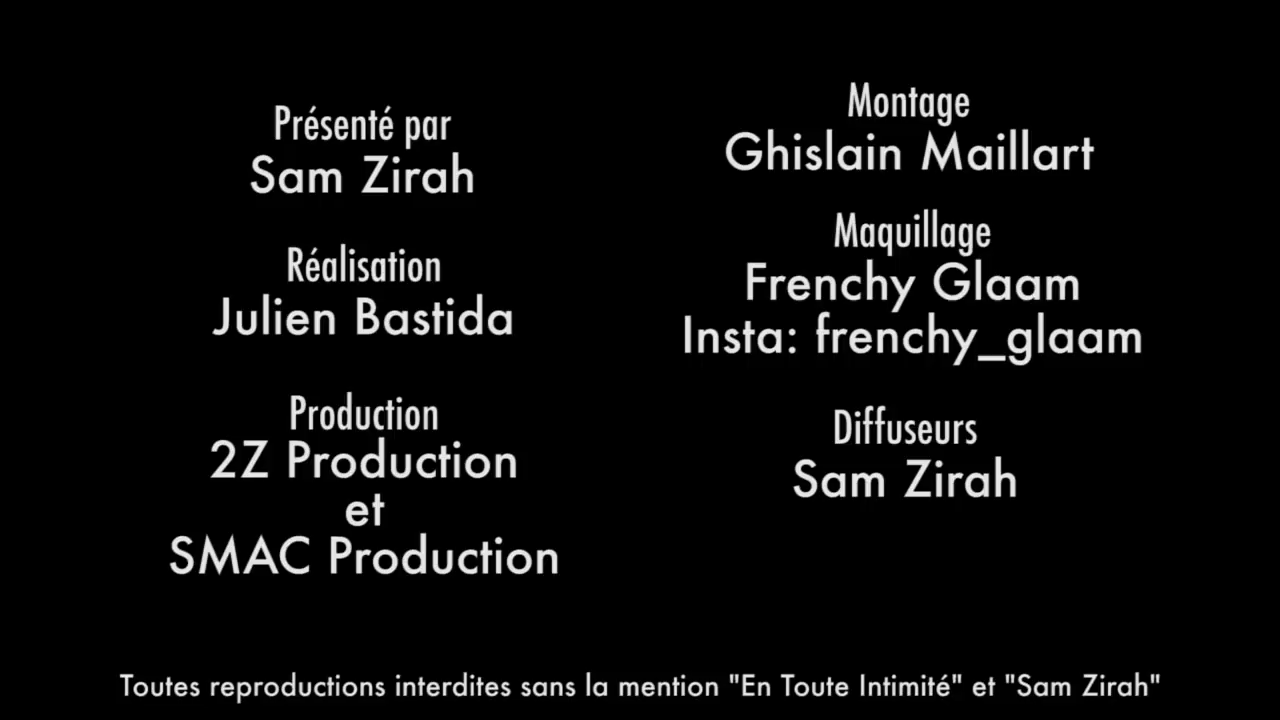 Présenté par
Sam Zirah
Réalisation
Julien Bastida
Production
2Z Production
et
SMAC Production
Montage
Ghislain Maillart
Maquillage
Frenchy Glaam
Insta: frenchy_glaam
Diffuseurs
Sam Zirah
Toutes reproductions interdites sans la mention "En Toute Intimité" et "Sam Zirah"